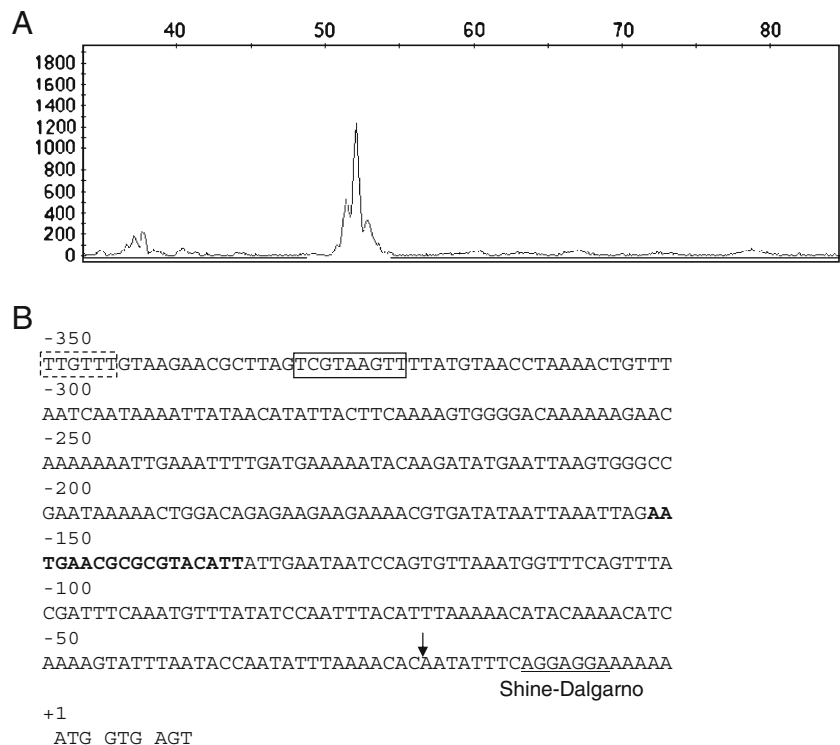 A
40 50 60 70 80
1800
1600
1400
1200
1000
800
600
400
200
0
B
-350
TTGTTTGTAAGAACGCTTAGTCGTAAGTTTTATGTAACCTAAAACTGTTT
-300
AATCAATAAAATTATAACATATTACTTCAAAAGTGGGGACAAAAAAGAAC
-250
AAAAAAATTGAAATTTTGATGAAAAATACAAGATATGAATTAAGTGGGCC
-200
GAATAAAAACTGGACAGAGAAGAAGAAAACGTGATATAATTAAATTAGAA
-150
TGAACGCGCGTACATTATTGAATAATCCAGTGTTAAATGGTTTCAGTTTA
-100
CGATTTCAAATGTTTATATCCAATTTACATTTAAAAACATACAAAACATC
-50
AAAAGTATTTAATACCAATATTTAAAACACAATATTTCAGGAGGAAAAAA
Shine-Dalgarno
+1
ATG GTG AGT